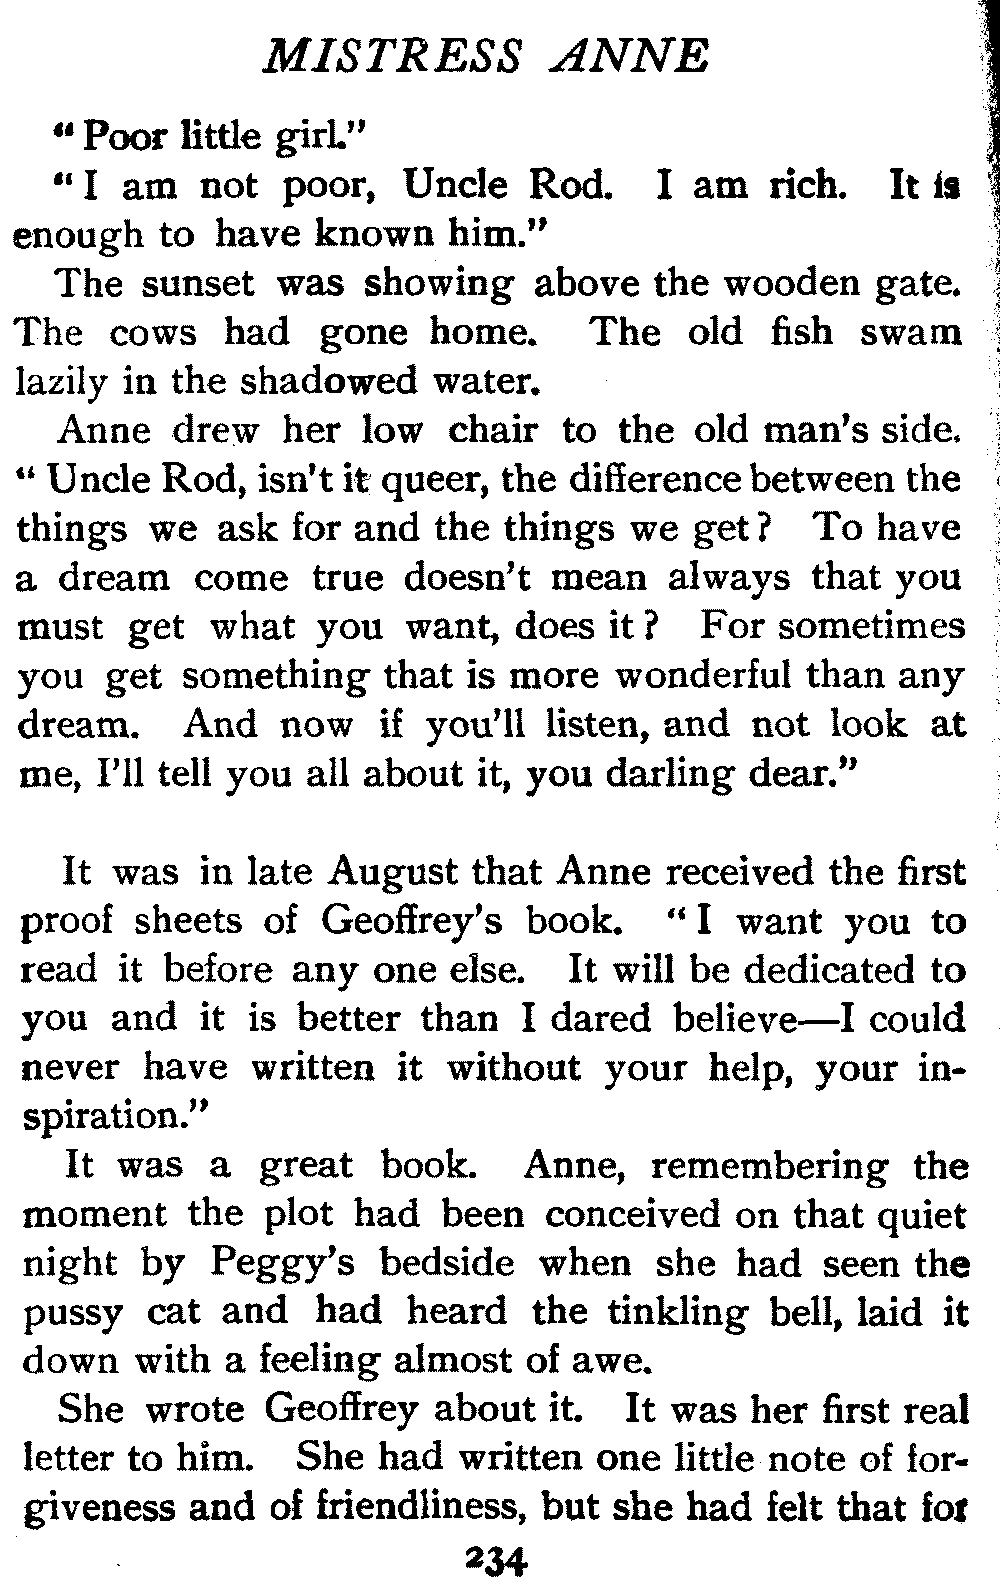 MISTRESS ANNE
"Poor little girl."
"I am not poor, Uncle Rod. I am rich. It is
enough to have known him."
The sunset was showing above the wooden gate.
The cows had gone home. The old fish swam
lazily in the shadowed water.
Anne drew her low chair to the old man's side.
"Uncle Rod, isn't it queer, the difference between the
things we ask for and the things we get? To have
a dream come true doesn't mean always that you
must get what you want, does it? For sometimes
you get something that is more wonderful than any
dream. And now if you'll listen, and not look at
me, I'll tell you all about it, you darling dear."
It was in late August that Anne received the first
proof sheets of Geoffrey's book. "I want you to
read it before any one else. It will be dedicated to
you and it is better than I dared believe—I could
never have written it without your help, your in-
spiration."
It was a great book. Anne, remembering the
moment the plot had been conceived on that quiet
night by Peggy's bedside when she had seen the
pussy cat and had heard the tinkling bell, laid it
down with a feeling almost of awe.
She wrote Geoffrey about it. It was her first real
letter to him. She had written one little note of for-
giveness and of friendliness, but she had felt that for
234